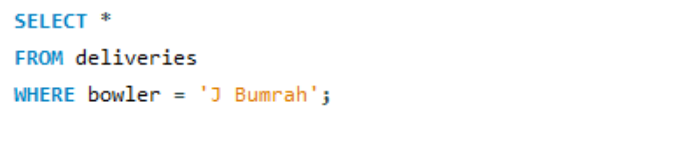 SELECT *
FROM deliveries
WHERE bowler = 'J Bumrah';